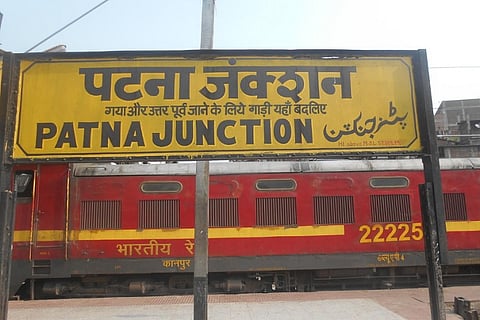 पटना जंक्शन
गया और उत्तर पूर्व जाने के लिये गाड़ी यहाँ बदलिए
PATNA JUNCTION پٹنہ جنکشن
भारतीय रे
22225
कानपुर